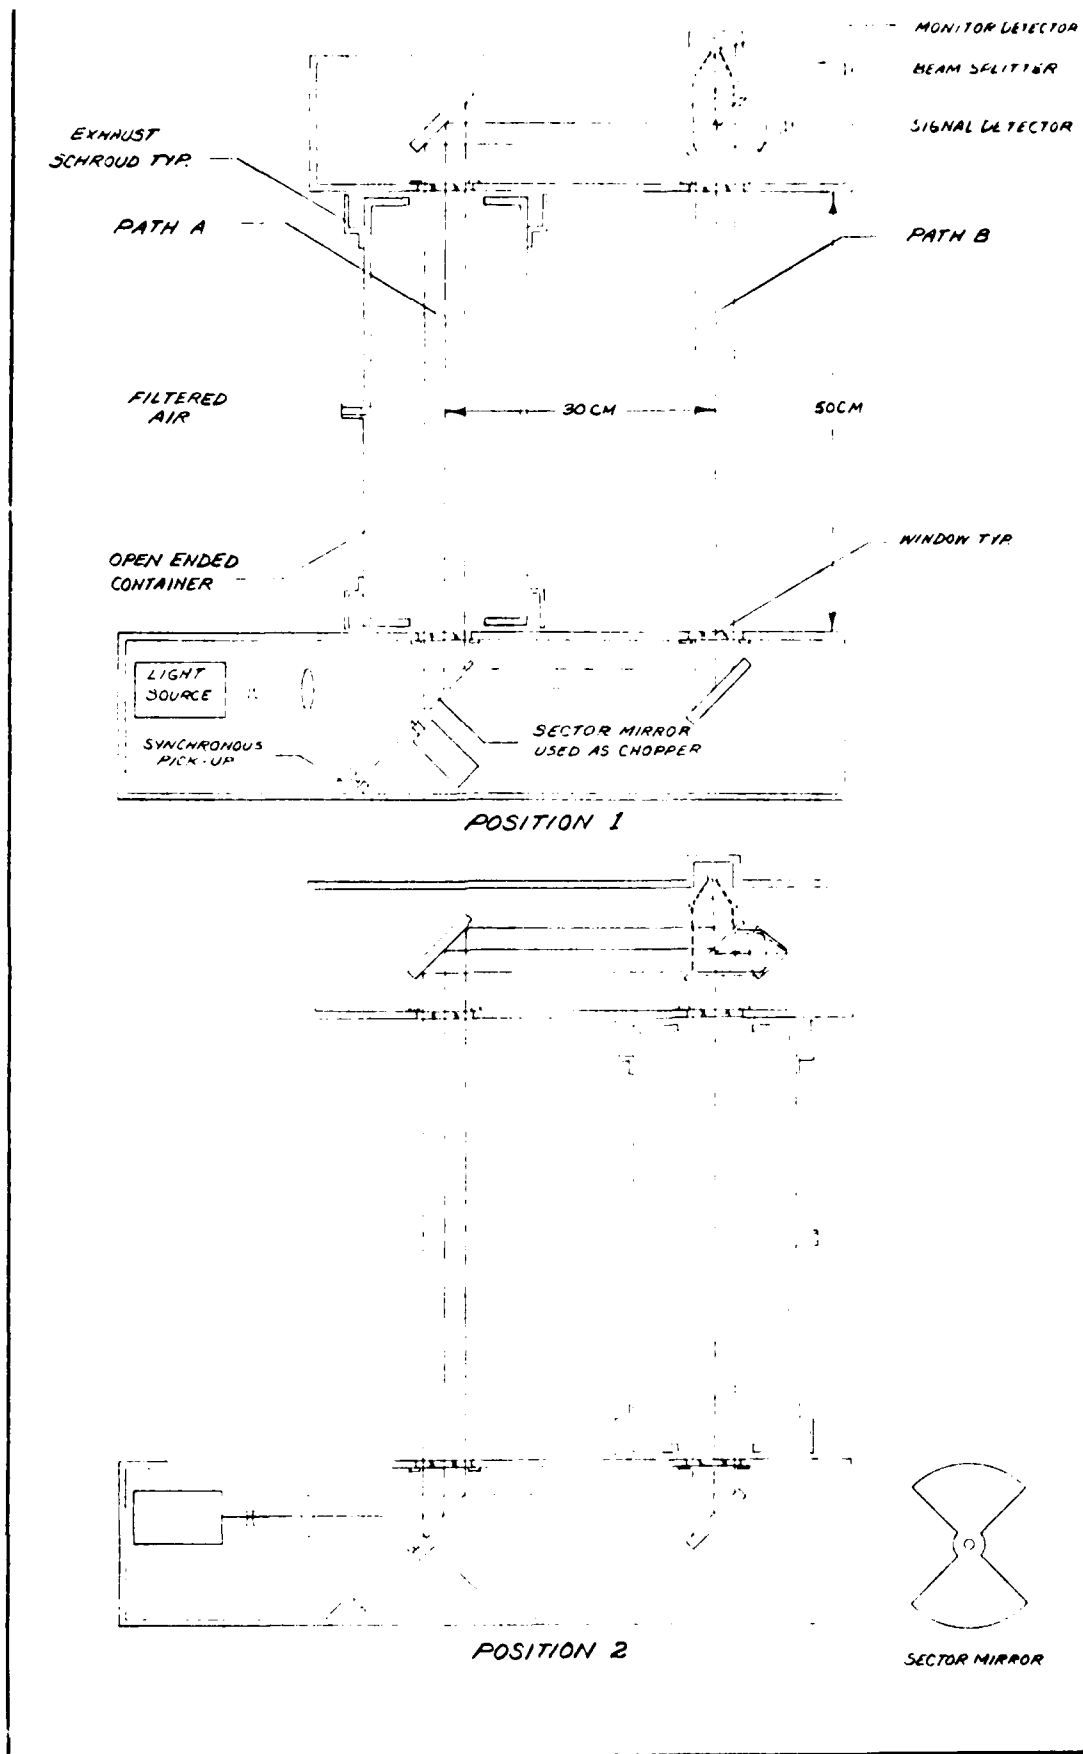 MONITOR DETECTOR
BEAM SPLITTER
SIGNAL DETECTOR
EXHAUST
SCHROUD TYP.
PATH A
PATH B
FILTERED
AIR
30 CM
50CM
OPEN ENDED
CONTAINER
WINDOW TYP.
LIGHT
SOURCE
SYNCHRONOUS
PICK-UP
SECTOR MIRROR
USED AS CHOPPER
POSITION 1
POSITION 2
SECTOR MIRROR